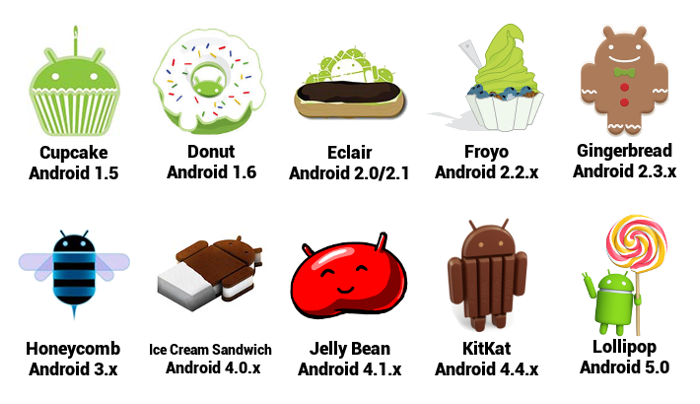 Cupcake
Android 1.5
Donut
Android 1.6
Eclair
Android 2.0/2.1
Froyo
Android 2.2.x
Gingerbread
Android 2.3.x
Honeycomb
Android 3.x
Ice Cream Sandwich
Android 4.0.x
Jelly Bean
Android 4.1.x
KitKat
Android 4.4.x
Lollipop
Android 5.0